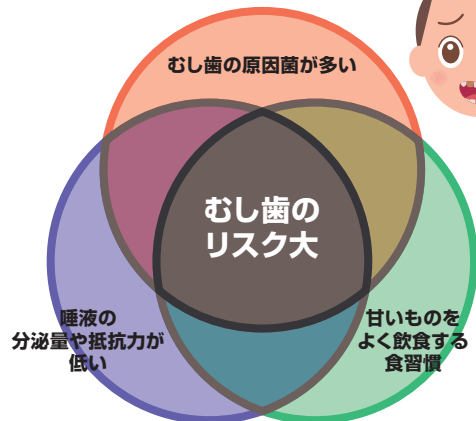 むし歯の原因菌が多い
むし歯の
リスク大
唾液の
分泌量や抵抗力が
低い
甘いものを
よく飲食する
食習慣